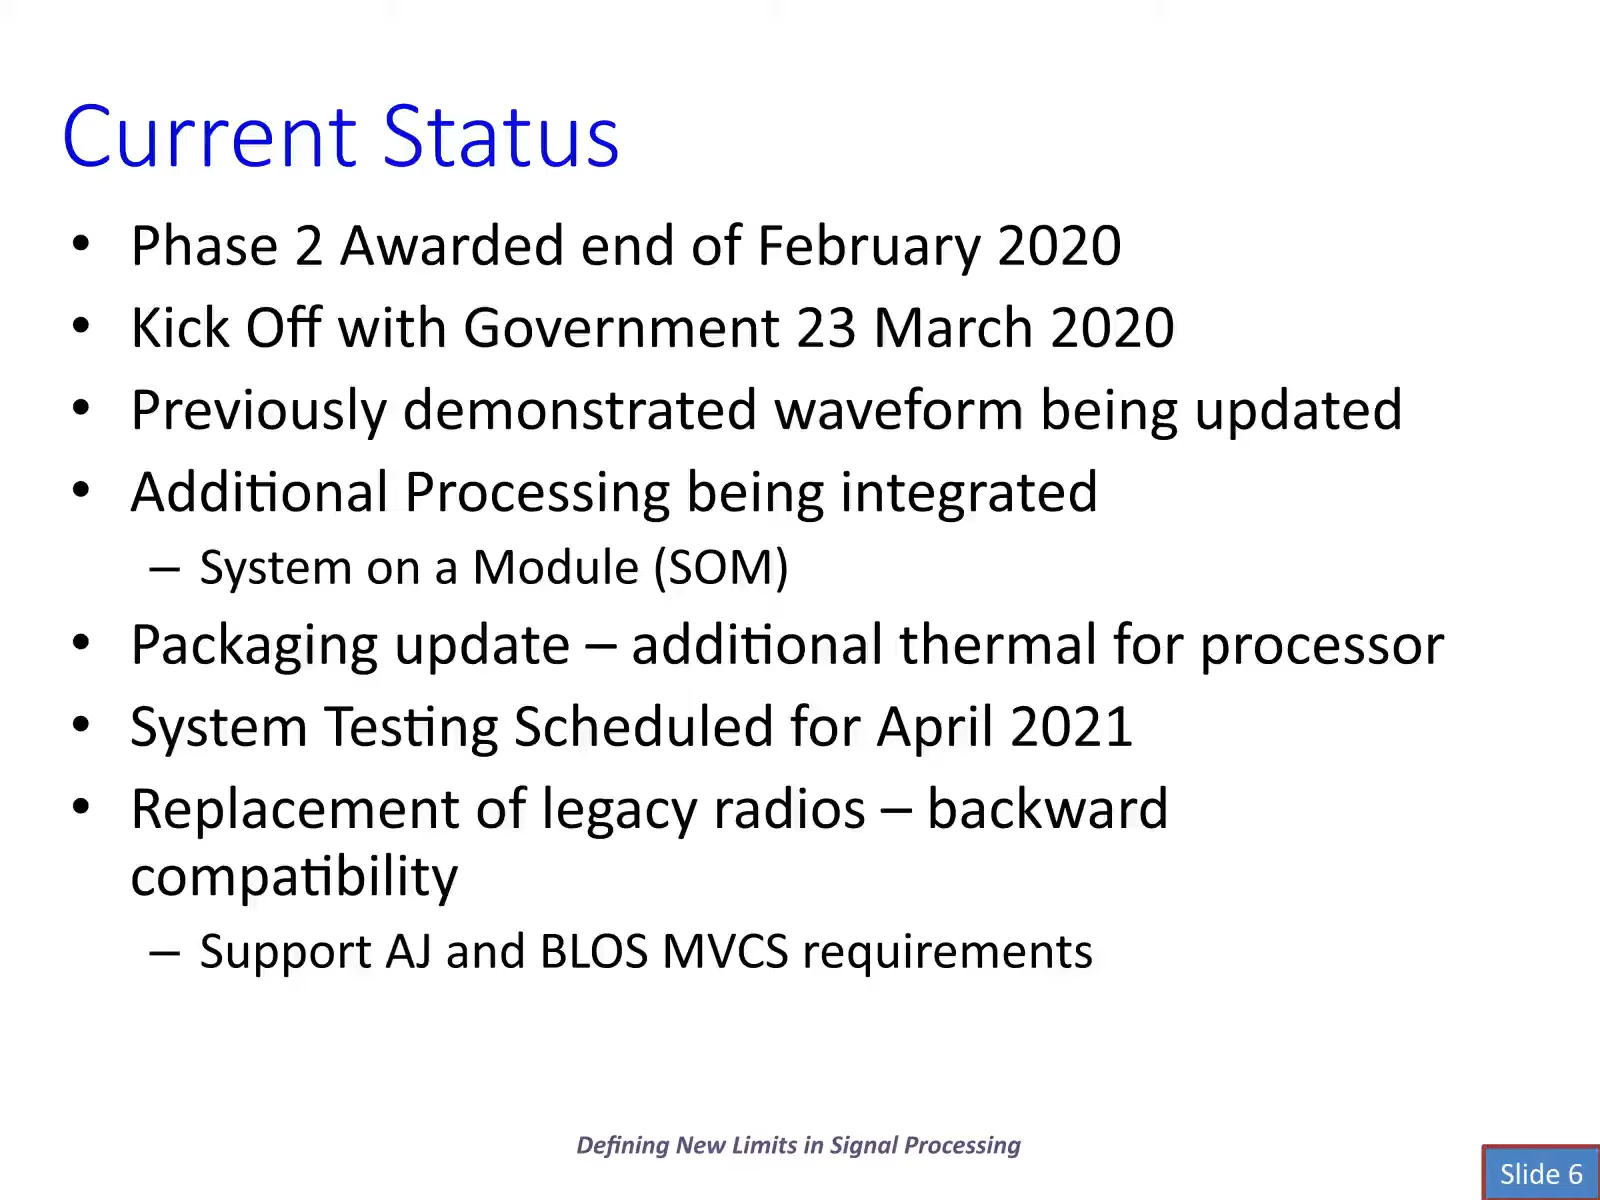 Current Status
• Phase 2 Awarded end of February 2020
• Kick Off with Government 23 March 2020
• Previously demonstrated waveform being updated
• Additional Processing being integrated
– System on a Module (SOM)
• Packaging update – additional thermal for processor
• System Testing Scheduled for April 2021
• Replacement of legacy radios – backward
compatibility
– Support AJ and BLOS MVCS requirements
Defining New Limits in Signal Processing
Slide 6